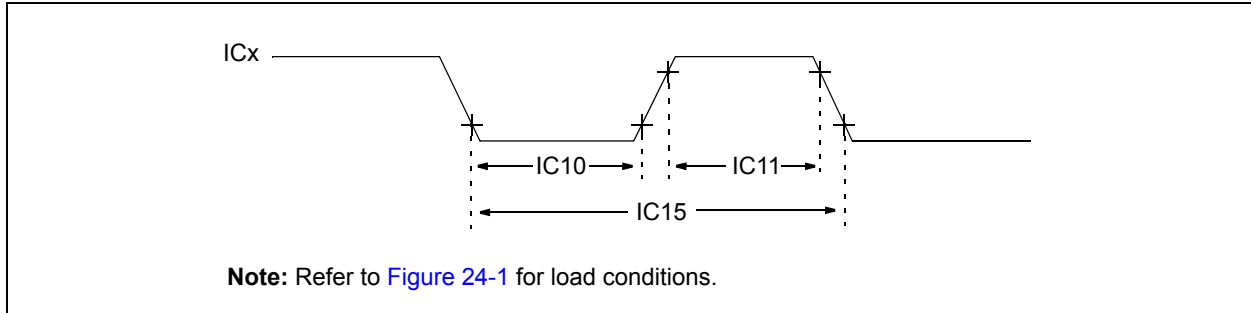 ICx
IC10
IC11
IC15
Note: Refer to Figure 24-1 for load conditions.